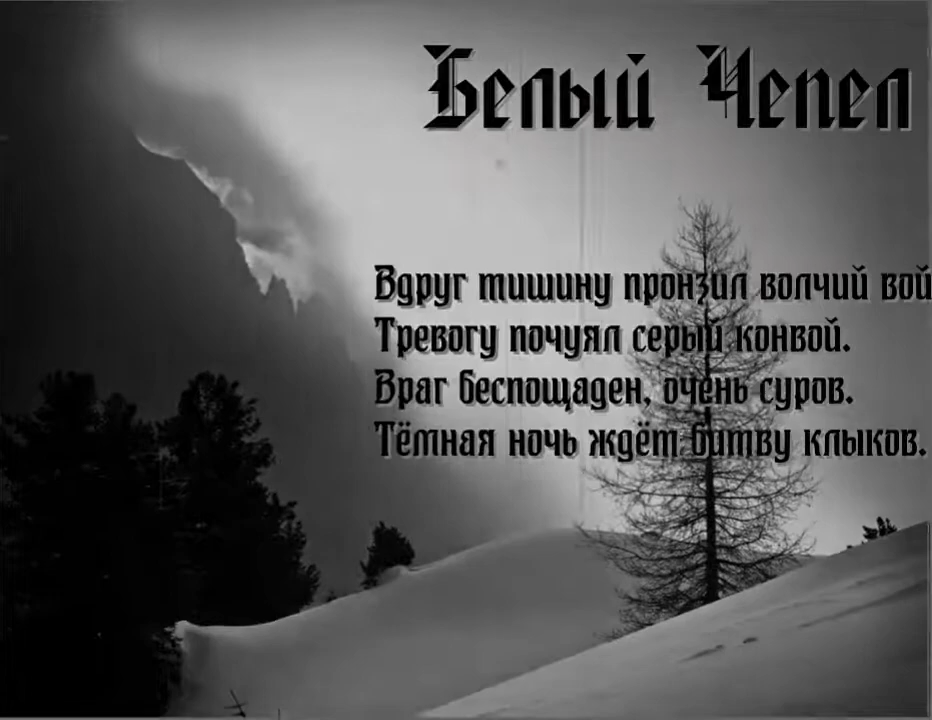 Белый Чепел
Вдруг тишину пронзил волчий вой
Тревогу почуял серый конвой.
Враг беспощаден, очень суров.
Тёмная ночь ждёт битву клыков.